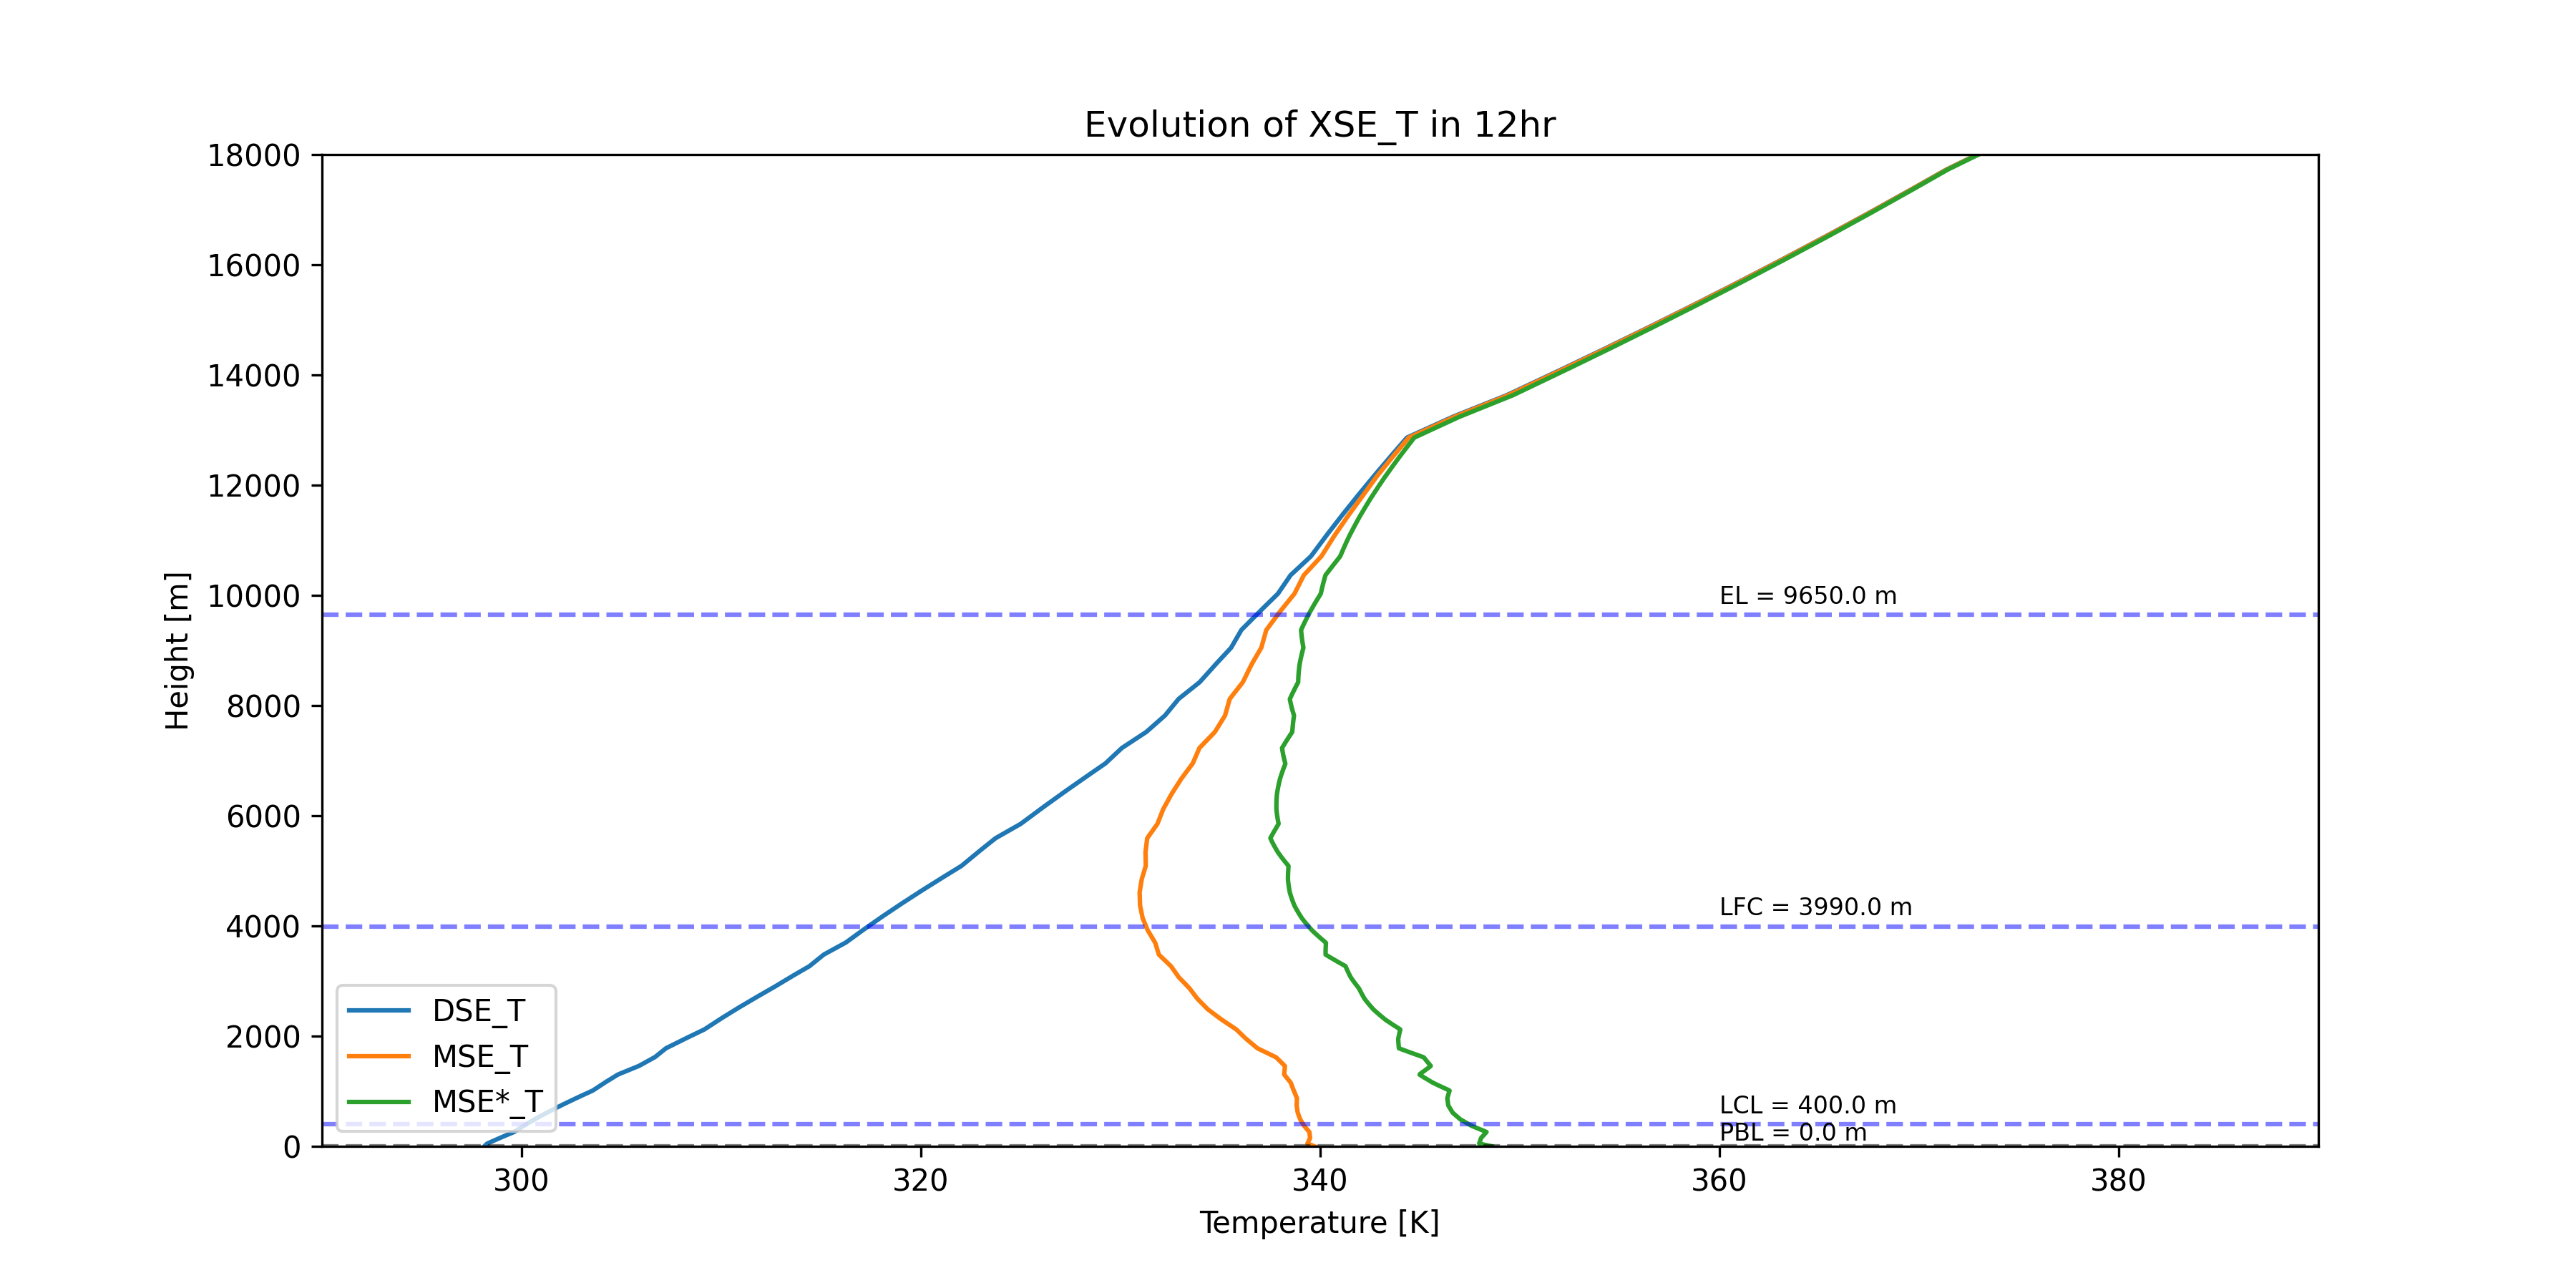 Evolution of XSE_T in 12hr
18000
16000
14000
12000
10000
8000
6000
4000
2000
0
Height [m]
EL = 9650.0 m
LFC = 3990.0 m
LCL = 400.0 m
PBL = 0.0 m
DSE_T
MSE_T
MSE*_T
300
320
340
360
380
Temperature [K]